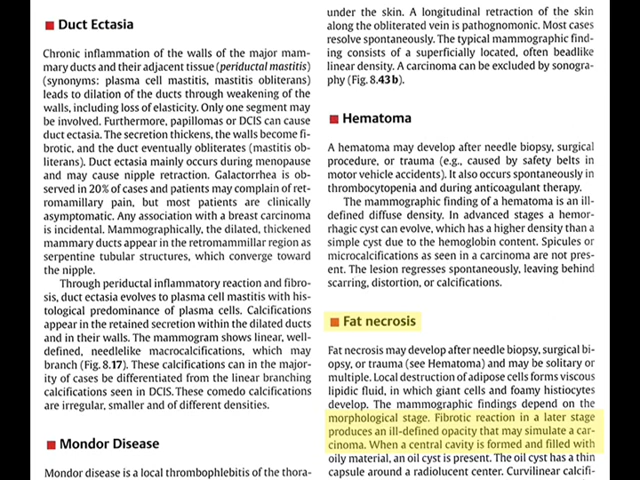 ■ Duct Ectasia
Chronic inflammation of the walls of the major mam-
mary ducts and their adjacent tissue (periductal mastitis)
(synonyms: plasma cell mastitis, mastitis obliterans)
leads to dilation of the ducts through weakening of the
walls, including loss of elasticity. Only one segment may
be involved. Furthermore, papillomas or DCIS can cause
duct ectasia. The secretion thickens, the walls become fi-
brotic, and the duct eventually obliterates (mastitis ob-
literans). Duct ectasia mainly occurs during menopause
and may cause nipple retraction. Galactorrhea is ob-
served in 20% of cases and patients may complain of ret-
romamillary pain, but most patients are clinically
asymptomatic. Any association with a breast carcinoma
is incidental. Mammographically, the dilated, thickened
mammary ducts appear in the retromammillar region as
serpentine tubular structures, which converge toward
the nipple.
Through periductal inflammatory reaction and fibro-
sis, duct ectasia evolves to plasma cell mastitis with his-
tological predominance of plasma cells. Calcifications
appear in the retained secretion within the dilated ducts
and in their walls. The mammogram shows linear, well-
defined, needlelike macrocalcifications, which may
branch (Fig. 8.17). These calcifications can in the major-
ity of cases be differentiated from the linear branching
calcifications seen in DCIS. These comedo calcifications
are irregular, smaller and of different densities.
■ Mondor Disease
Mondor disease is a local thrombophlebitis of the thora-
under the skin. A longitudinal retraction of the skin
along the obliterated vein is pathognomonic. Most cases
resolve spontaneously. The typical mammographic find-
ing consists of a superficially located, often beadlike
linear density. A carcinoma can be excluded by sonogra-
phy (Fig. 8.43b).
■ Hematoma
A hematoma may develop after needle biopsy, surgical
procedure, or trauma (e.g., caused by safety belts in
motor vehicle accidents). It also occurs spontaneously in
thrombocytopenia and during anticoagulant therapy.
The mammographic finding of a hematoma is an ill-
defined diffuse density. In advanced stages a hemor-
rhagic cyst can evolve, which has a higher density than a
simple cyst due to the hemoglobin content. Spicules or
microcalcifications as seen in a carcinoma are not pres-
ent. The lesion regresses spontaneously, leaving behind
scarring, distortion, or calcifications.
■ Fat necrosis
Fat necrosis may develop after needle biopsy, surgical bi-
opsy, or trauma (see Hematoma) and may be solitary or
multiple. Local destruction of adipose cells forms viscous
lipidic fluid, in which giant cells and foamy histiocytes
develop. The mammographic findings depend on the
morphological stage. Fibrotic reaction in a later stage
produces an ill-defined opacity that may simulate a car-
cinoma. When a central cavity is formed and filled with
oily material, an oil cyst is present. The oil cyst has a thin
capsule around a radiolucent center. Curvilinear calcifi-